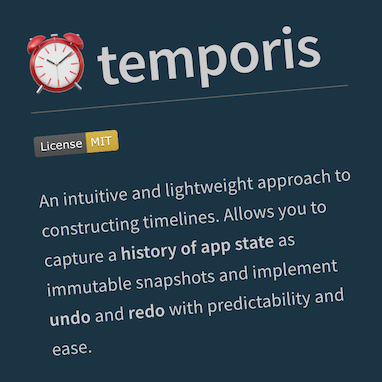 temporis
License MIT
An intuitive and lightweight approach to
constructing timelines. Allows you to
capture a history of app state as
immutable snapshots and implement
undo and redo with predictability and
ease.